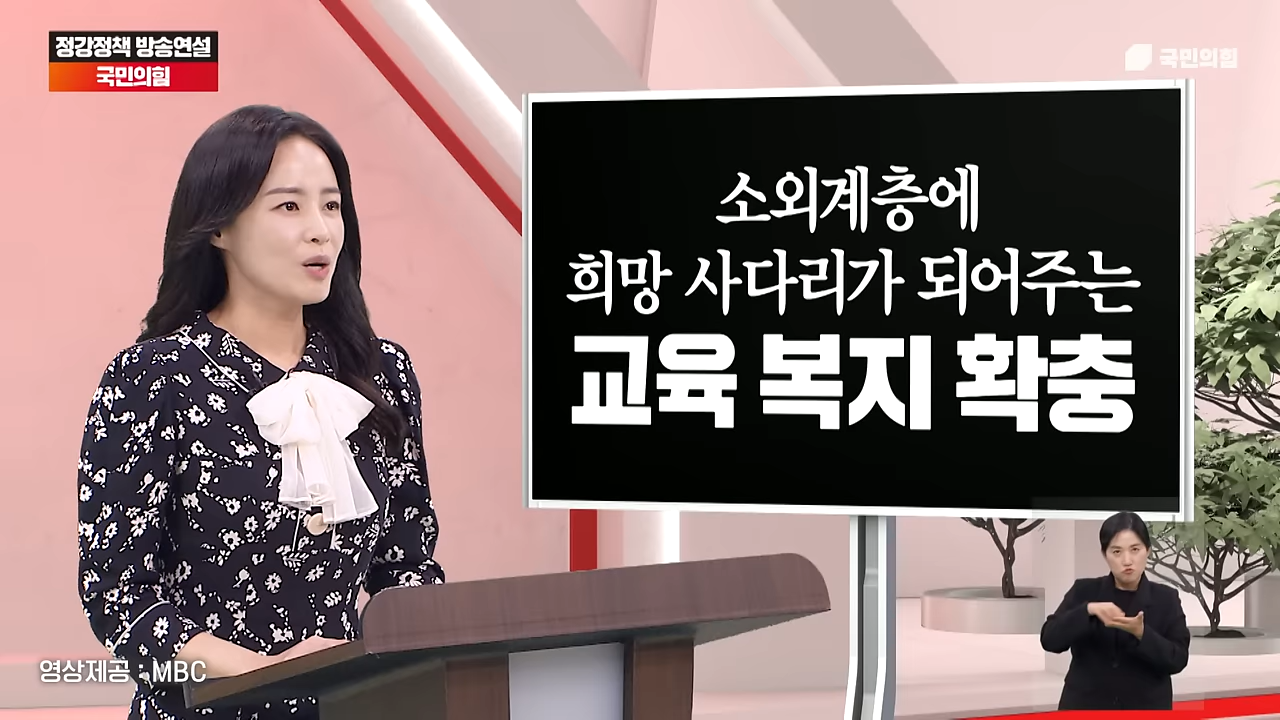 정강정책 방송연설
국민의힘
국민의힘
소외계층에
희망 사다리가 되어주는
교육 복지 확충
영상제공 : MBC